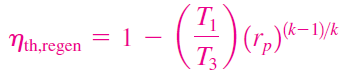 η_th,regen = 1 − (T₁/T₃)(r_p)^(k−1)/k